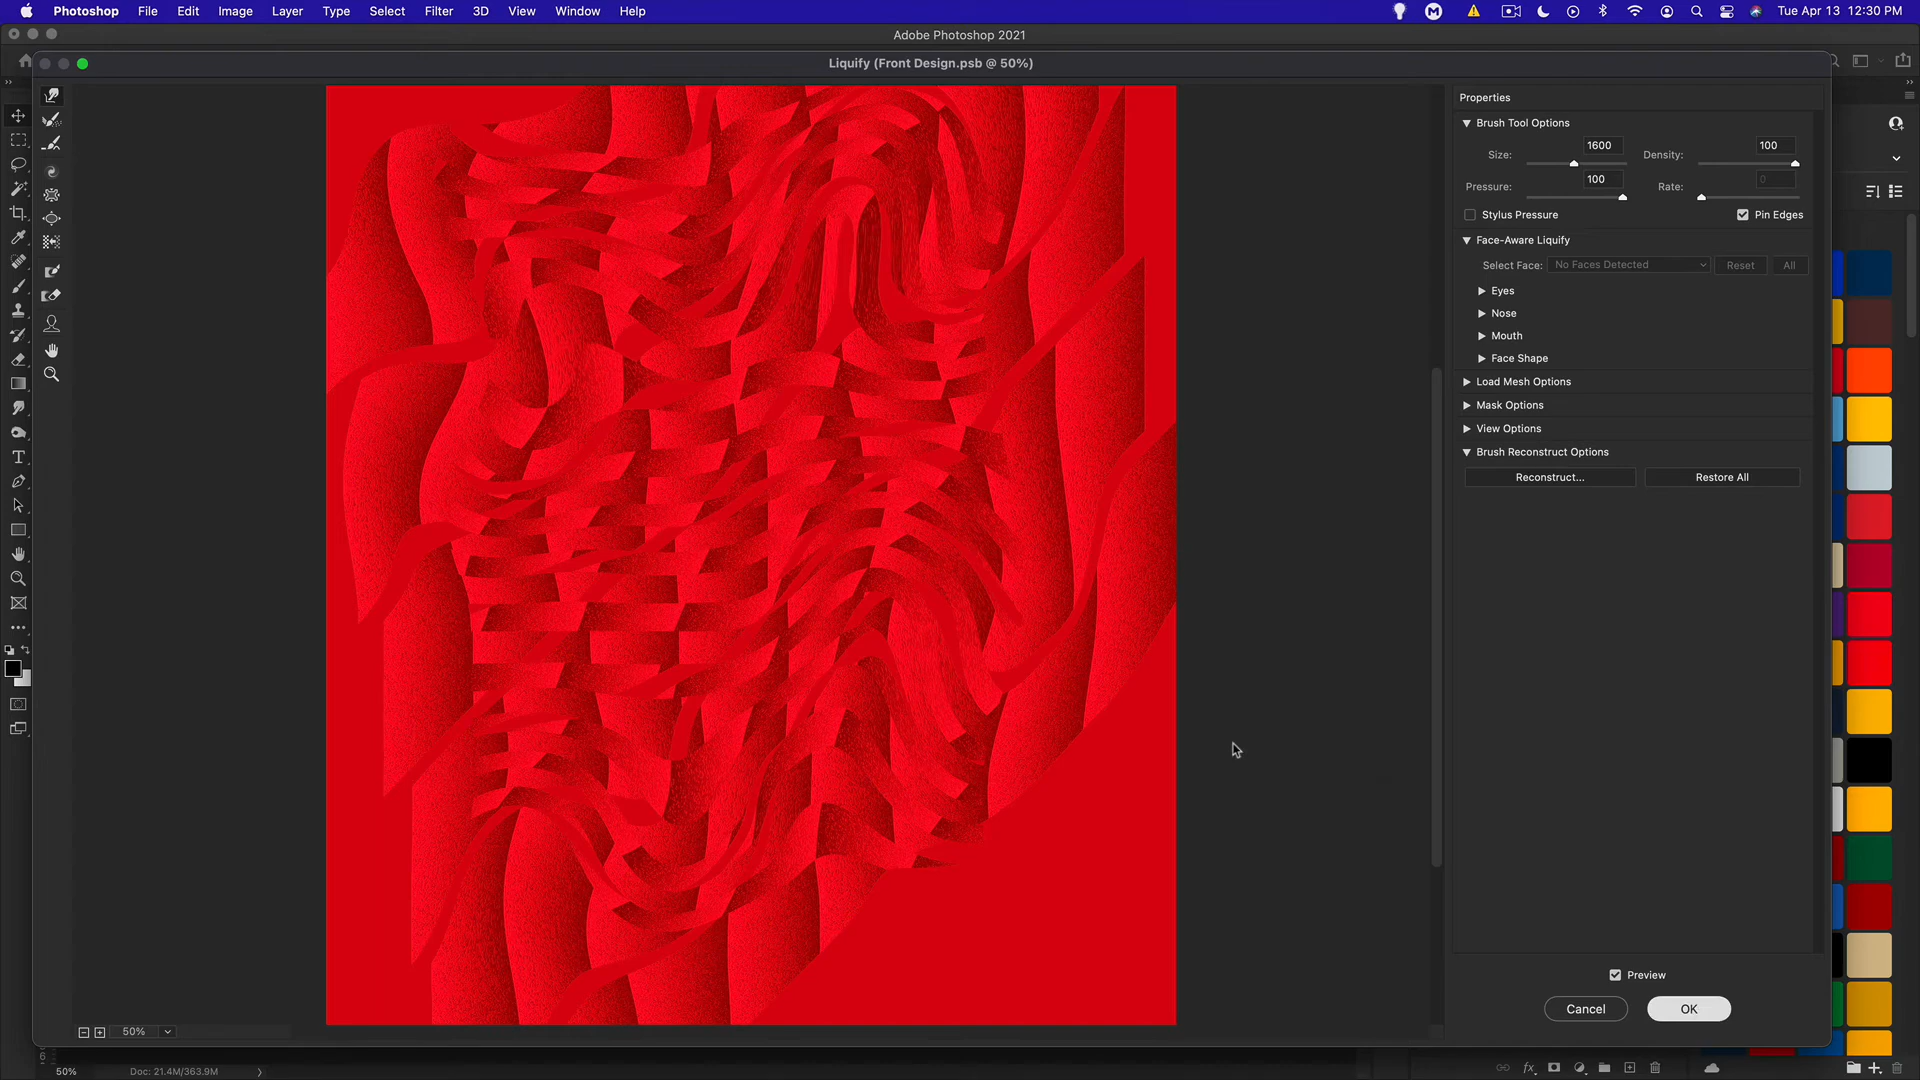 Photoshop File Edit Image Layer Type Select Filter 3D View Window Help Tue Apr 13 12:30 PM
Adobe Photoshop 2021
Liquify (Front Design.psb @ 50%)
Properties
Brush Tool Options
Size: 1600 Density: 100
Pressure: 100 Rate: 0
Stylus Pressure Pin Edges
Face-Aware Liquify
Select Face: No Faces Detected Reset All
Eyes
Nose
Mouth
Face Shape
Load Mesh Options
Mask Options
View Options
Brush Reconstruct Options
Reconstruct... Restore All
Preview
Cancel OK
50%
50% Doc: 21.4M/363.9M